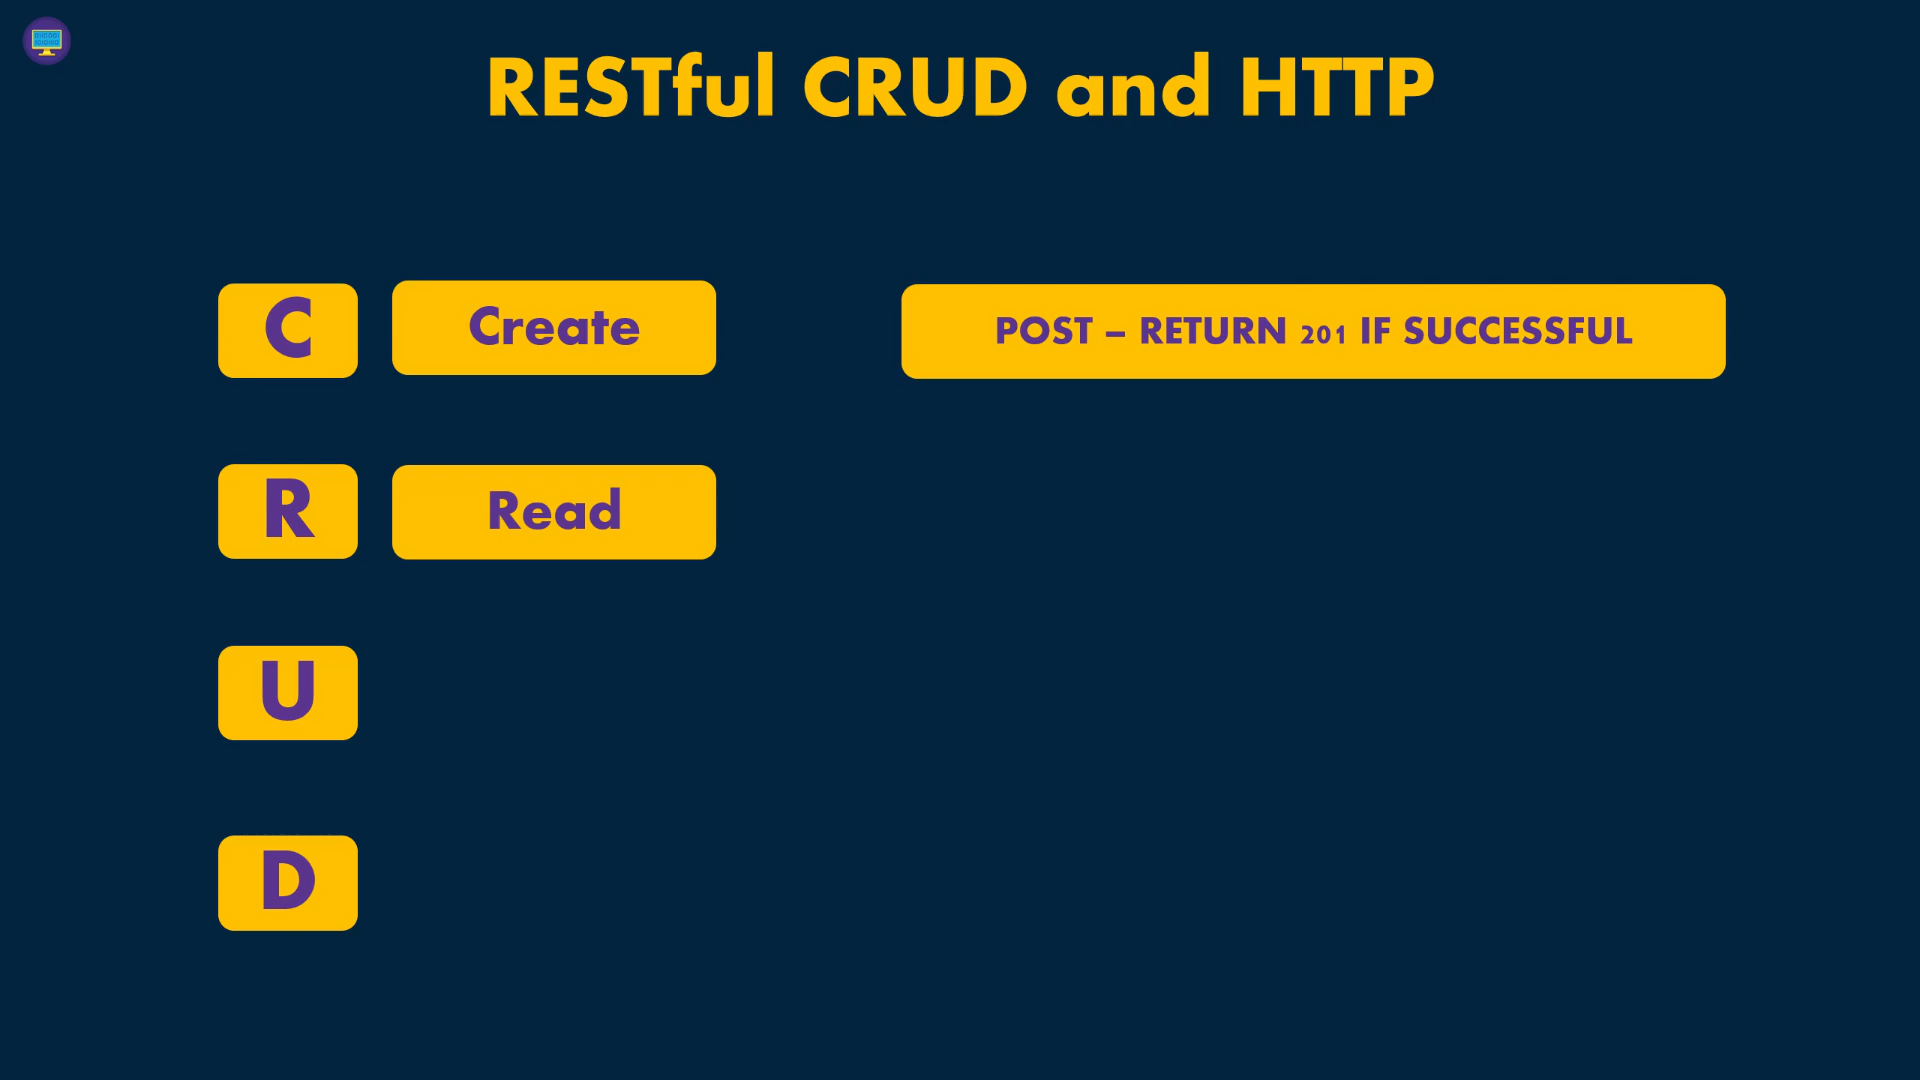 RESTful CRUD and HTTP
C Create POST – RETURN 201 IF SUCCESSFUL
R Read
U
D